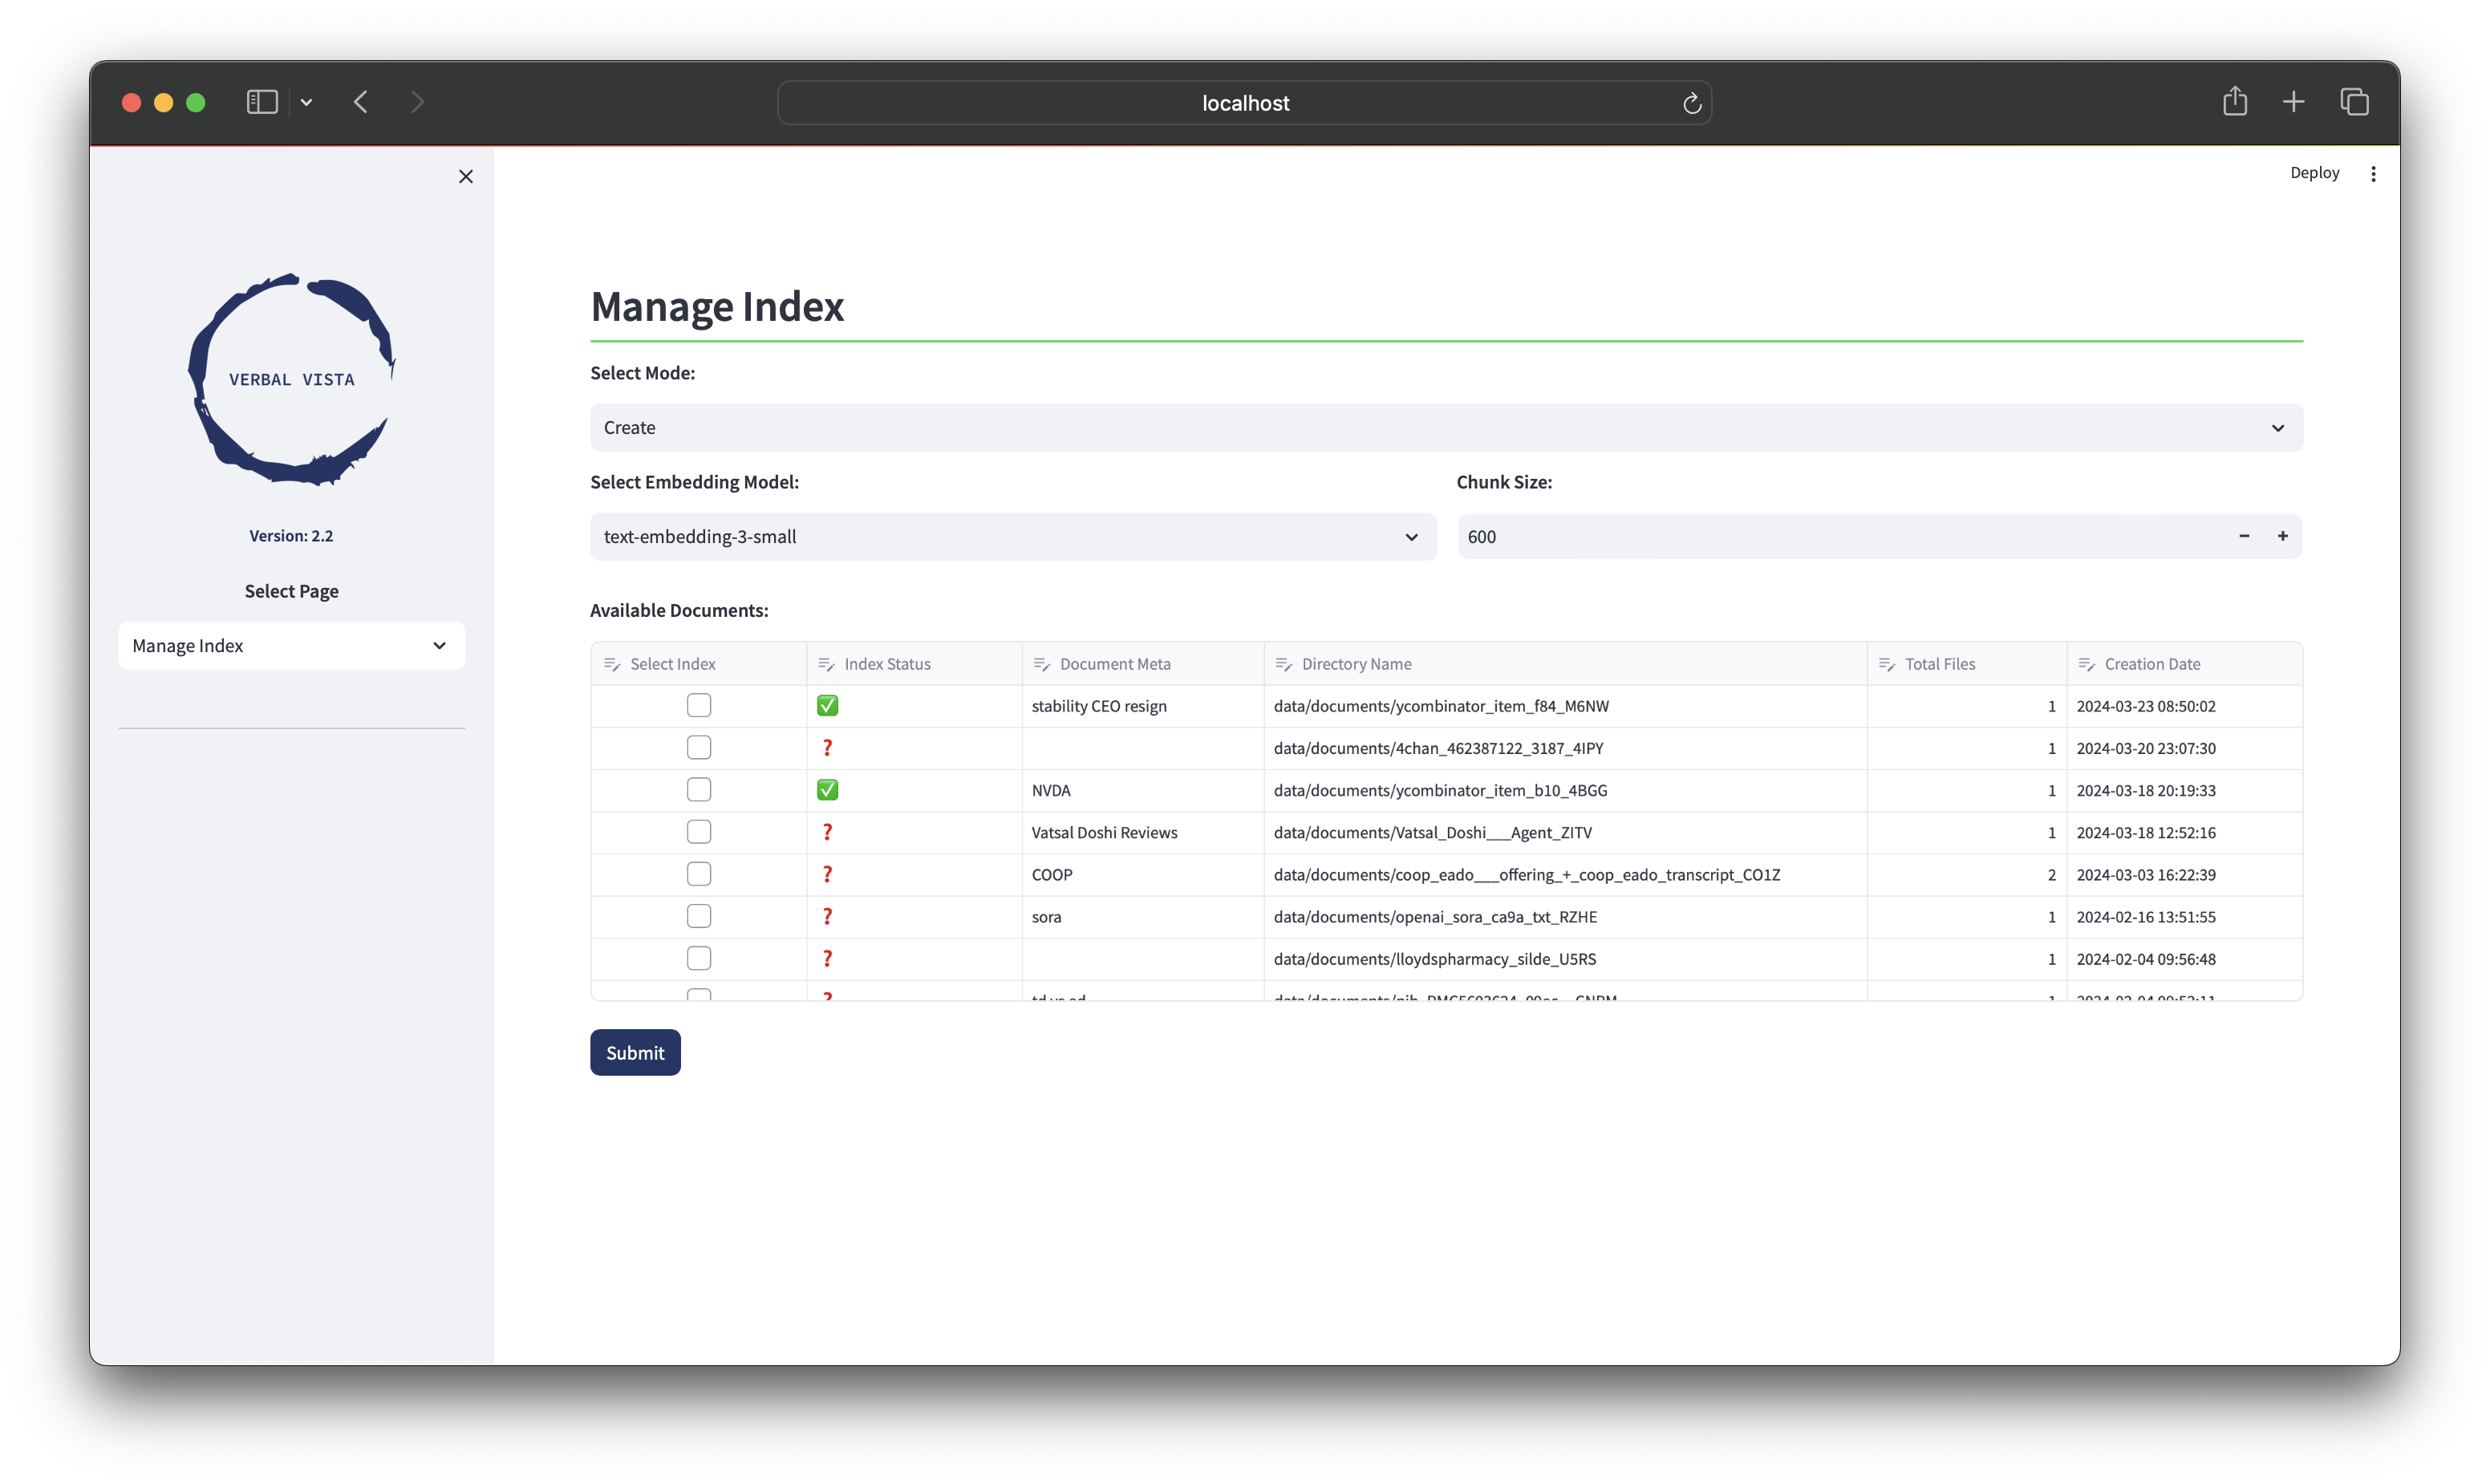 localhost
Deploy
VERBAL VISTA
Version: 2.2
Select Page
Manage Index
Manage Index
Select Mode:
Create
Select Embedding Model: Chunk Size:
text-embedding-3-small 600 - +
Available Documents:
Select Index Index Status Document Meta Directory Name Total Files Creation Date
✅ stability CEO resign data/documents/ycombinator_item_f84_M6NW 1 2024-03-23 08:50:02
❓ data/documents/4chan_462387122_3187_4IPY 1 2024-03-20 23:07:30
✅ NVDA data/documents/ycombinator_item_b10_4BGG 1 2024-03-18 20:19:33
❓ Vatsal Doshi Reviews data/documents/Vatsal_Doshi___Agent_ZITV 1 2024-03-18 12:52:16
❓ COOP data/documents/coop_eado___offering_+_coop_eado_transcript_CO1Z 2 2024-03-03 16:22:39
❓ sora data/documents/openai_sora_ca9a_txt_RZHE 1 2024-02-16 13:51:55
❓ data/documents/lloydspharmacy_silde_U5RS 1 2024-02-04 09:56:48
Submit